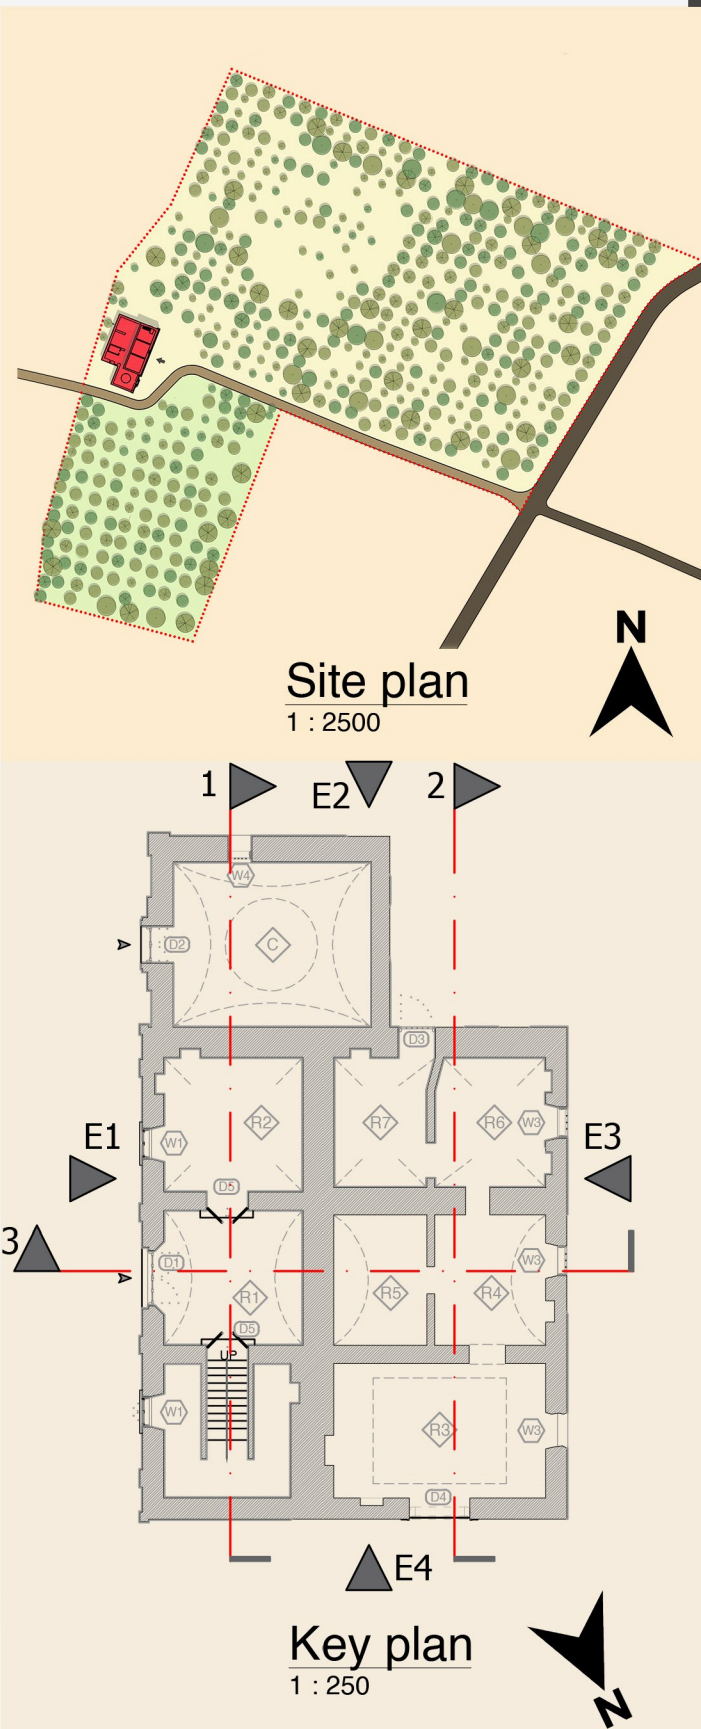 N
Site plan
1 : 2500
1
E2
2
W4
D2
C
D3
E1
W1
R2
R7
R6
W3
E3
D5
3
D1
R1
R5
R4
W3
D5
UP
W1
R3
W3
D4
E4
Key plan
1 : 250
N